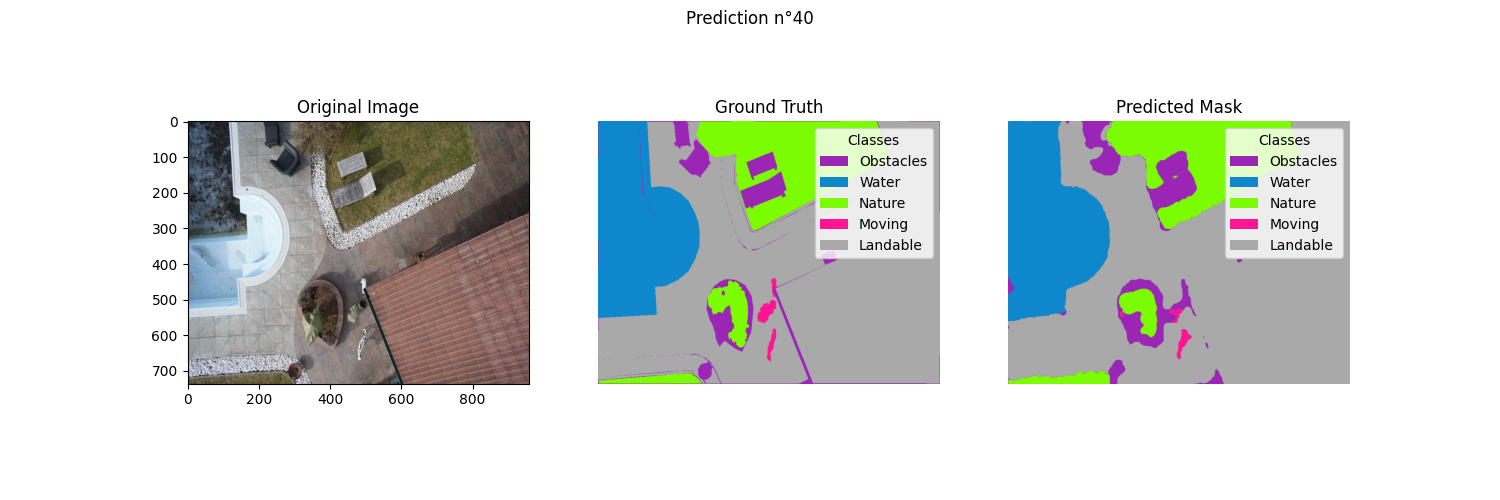 Prediction n°40
Original Image
Ground Truth
Predicted Mask
0
100
200
300
400
500
600
700
0
200
400
600
800
Classes
Obstacles
Water
Nature
Moving
Landable
Classes
Obstacles
Water
Nature
Moving
Landable